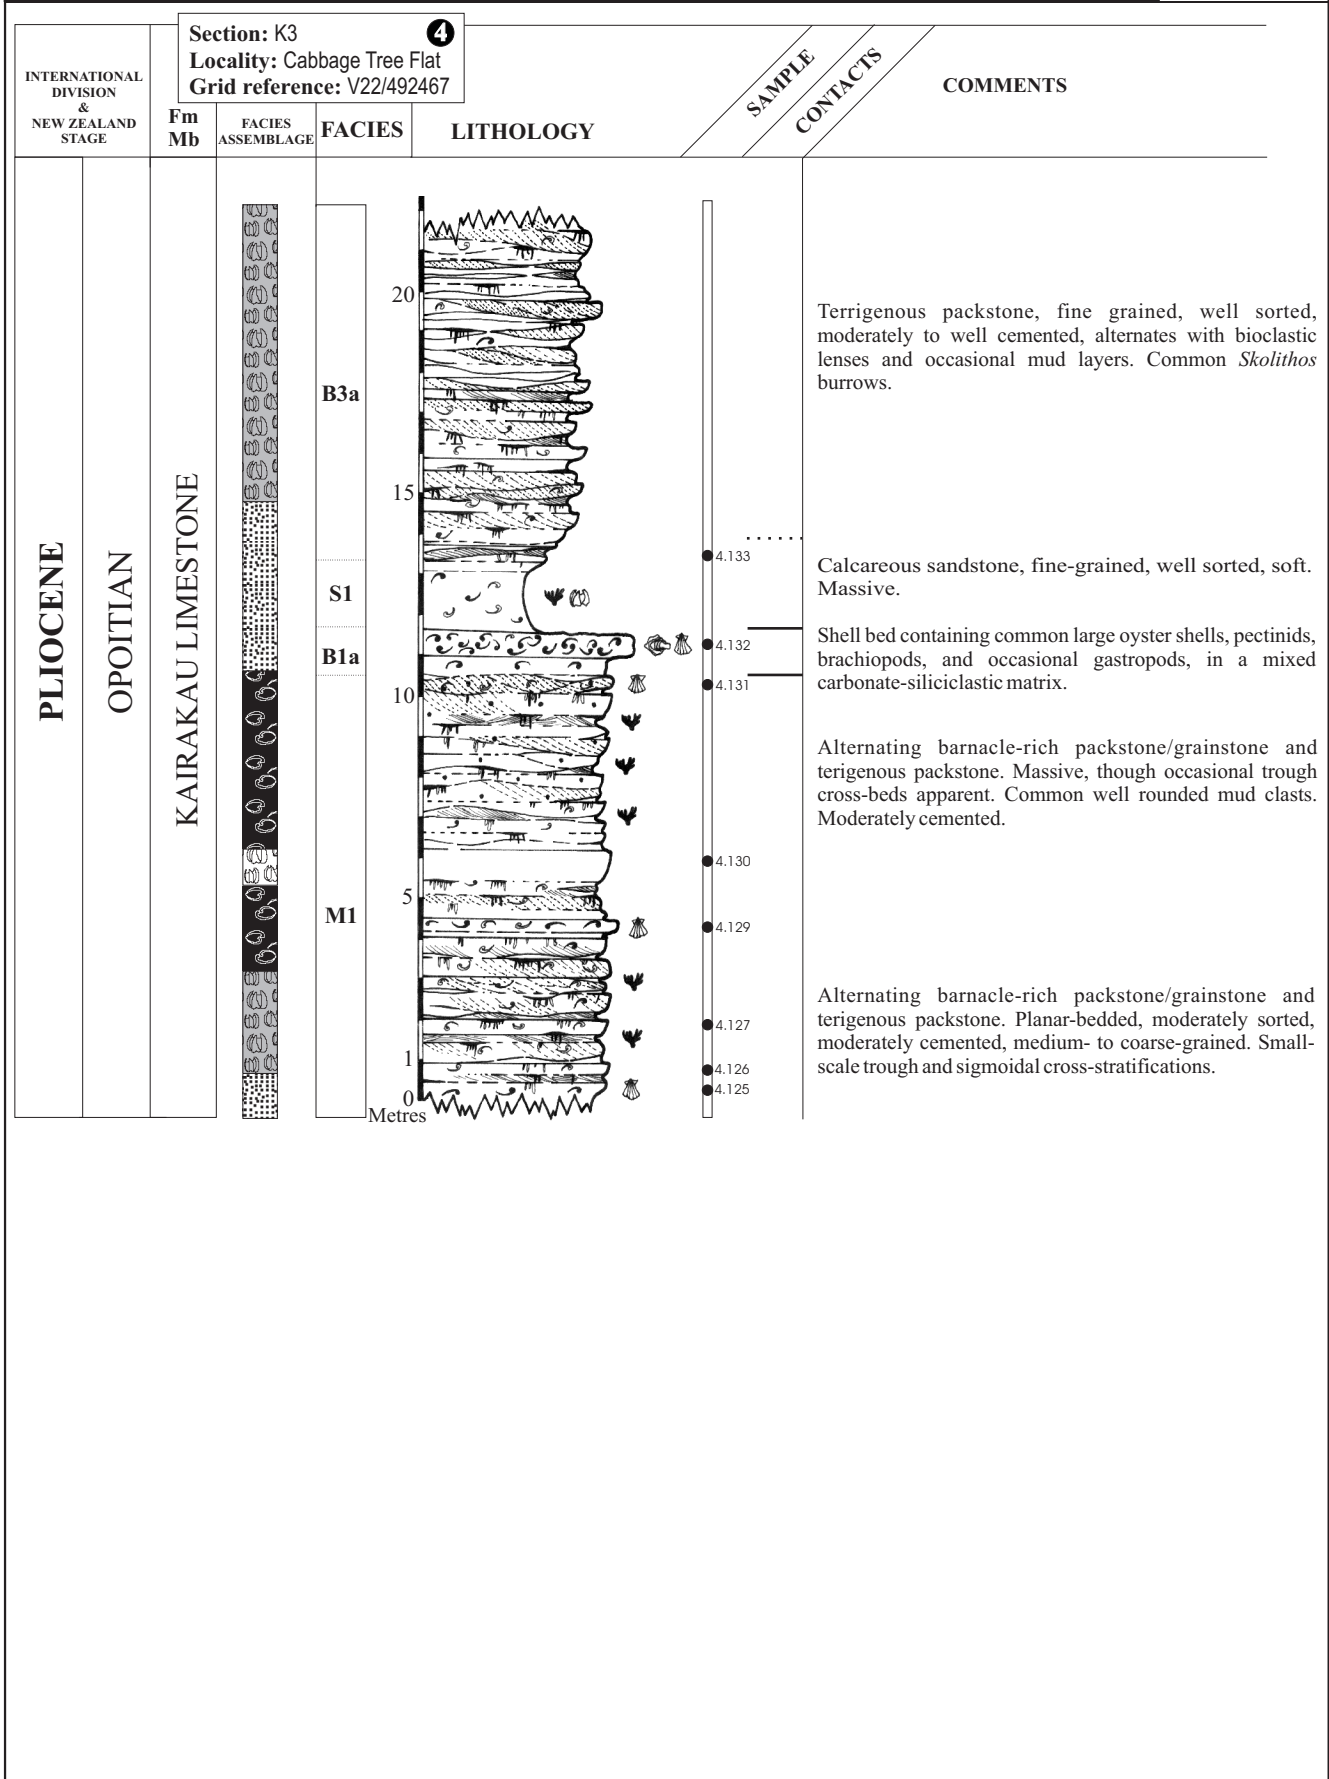 Section: K3
4
Locality: Cabbage Tree Flat
Grid reference: V22/492467
INTERNATIONAL
DIVISION
&
NEW ZEALAND
STAGE
Fm
Mb
FACIES
ASSEMBLAGE
FACIES
LITHOLOGY
SAMPLE
CONTACTS
COMMENTS
PLIOCENE
OPOITIAN
KAIRAKAU LIMESTONE
B3a
S1
B1a
M1
20
15
10
5
1
0
Metres
4.133
4.132
4.131
4.130
4.129
4.127
4.126
4.125
Terrigenous packstone, fine grained, well sorted,
moderately to well cemented, alternates with bioclastic
lenses and occasional mud layers. Common Skolithos
burrows.
Calcareous sandstone, fine-grained, well sorted, soft.
Massive.
Shell bed containing common large oyster shells, pectinids,
brachiopods, and occasional gastropods, in a mixed
carbonate-siliciclastic matrix.
Alternating barnacle-rich packstone/grainstone and
terigenous packstone. Massive, though occasional trough
cross-beds apparent. Common well rounded mud clasts.
Moderately cemented.
Alternating barnacle-rich packstone/grainstone and
terigenous packstone. Planar-bedded, moderately sorted,
moderately cemented, medium- to coarse-grained. Small-
scale trough and sigmoidal cross-stratifications.